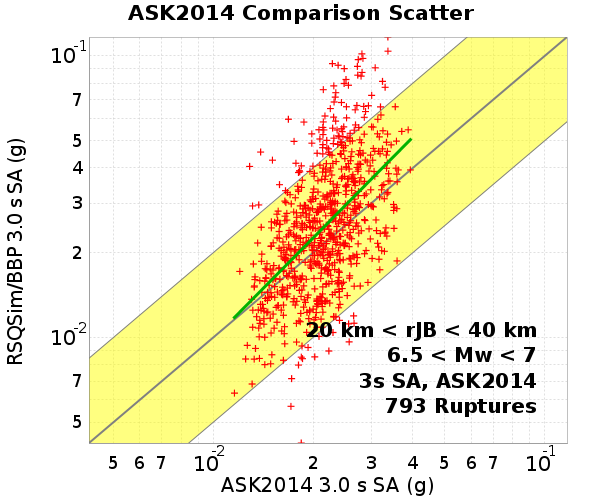 ASK2014 Comparison Scatter
RSQSim/BBP 3.0 s SA (g)
10-1
7
5
4
3
2
10-2
7
5
20 km < rJB < 40 km
6.5 < Mw < 7
3s SA, ASK2014
793 Ruptures
5 6 7 10-2 2 3 4 5 6 7 10-1
ASK2014 3.0 s SA (g)